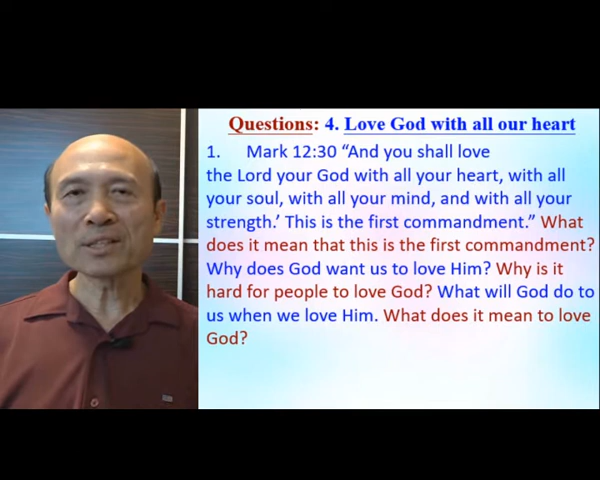 Questions: 4. Love God with all our heart
1. Mark 12:30 “And you shall love
the Lord your God with all your heart, with all
your soul, with all your mind, and with all your
strength.’ This is the first commandment.” What
does it mean that this is the first commandment?
Why does God want us to love Him? Why is it
hard for people to love God? What will God do to
us when we love Him. What does it mean to love
God?